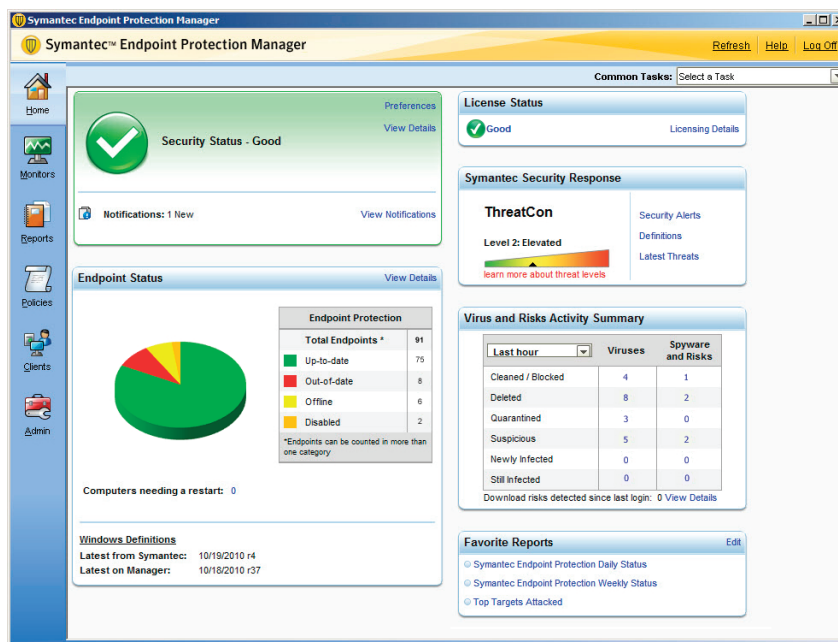 Symantec Endpoint Protection Manager
Symantec™ Endpoint Protection Manager
Refresh Help Log Off
Common Tasks: Select a Task
Home
Monitors
Reports
Policies
Clients
Admin
Preferences
View Details
Security Status - Good
Notifications: 1 New View Notifications
Endpoint Status View Details
Endpoint Protection
Total Endpoints * 91
Up-to-date 75
Out-of-date 8
Offline 6
Disabled 2
*Endpoints can be counted in more than
one category
Computers needing a restart: 0
Windows Definitions
Latest from Symantec: 10/19/2010 r4
Latest on Manager: 10/18/2010 r37
License Status
Good Licensing Details
Symantec Security Response
ThreatCon
Level 2: Elevated
learn more about threat levels
Security Alerts
Definitions
Latest Threats
Virus and Risks Activity Summary
Last hour Viruses Spyware
and Risks
Cleaned / Blocked 4 1
Deleted 8 2
Quarantined 3 0
Suspicious 5 2
Newly Infected 0 0
Still Infected 0 0
Download risks detected since last login: 0 View Details
Favorite Reports Edit
Symantec Endpoint Protection Daily Status
Symantec Endpoint Protection Weekly Status
Top Targets Attacked